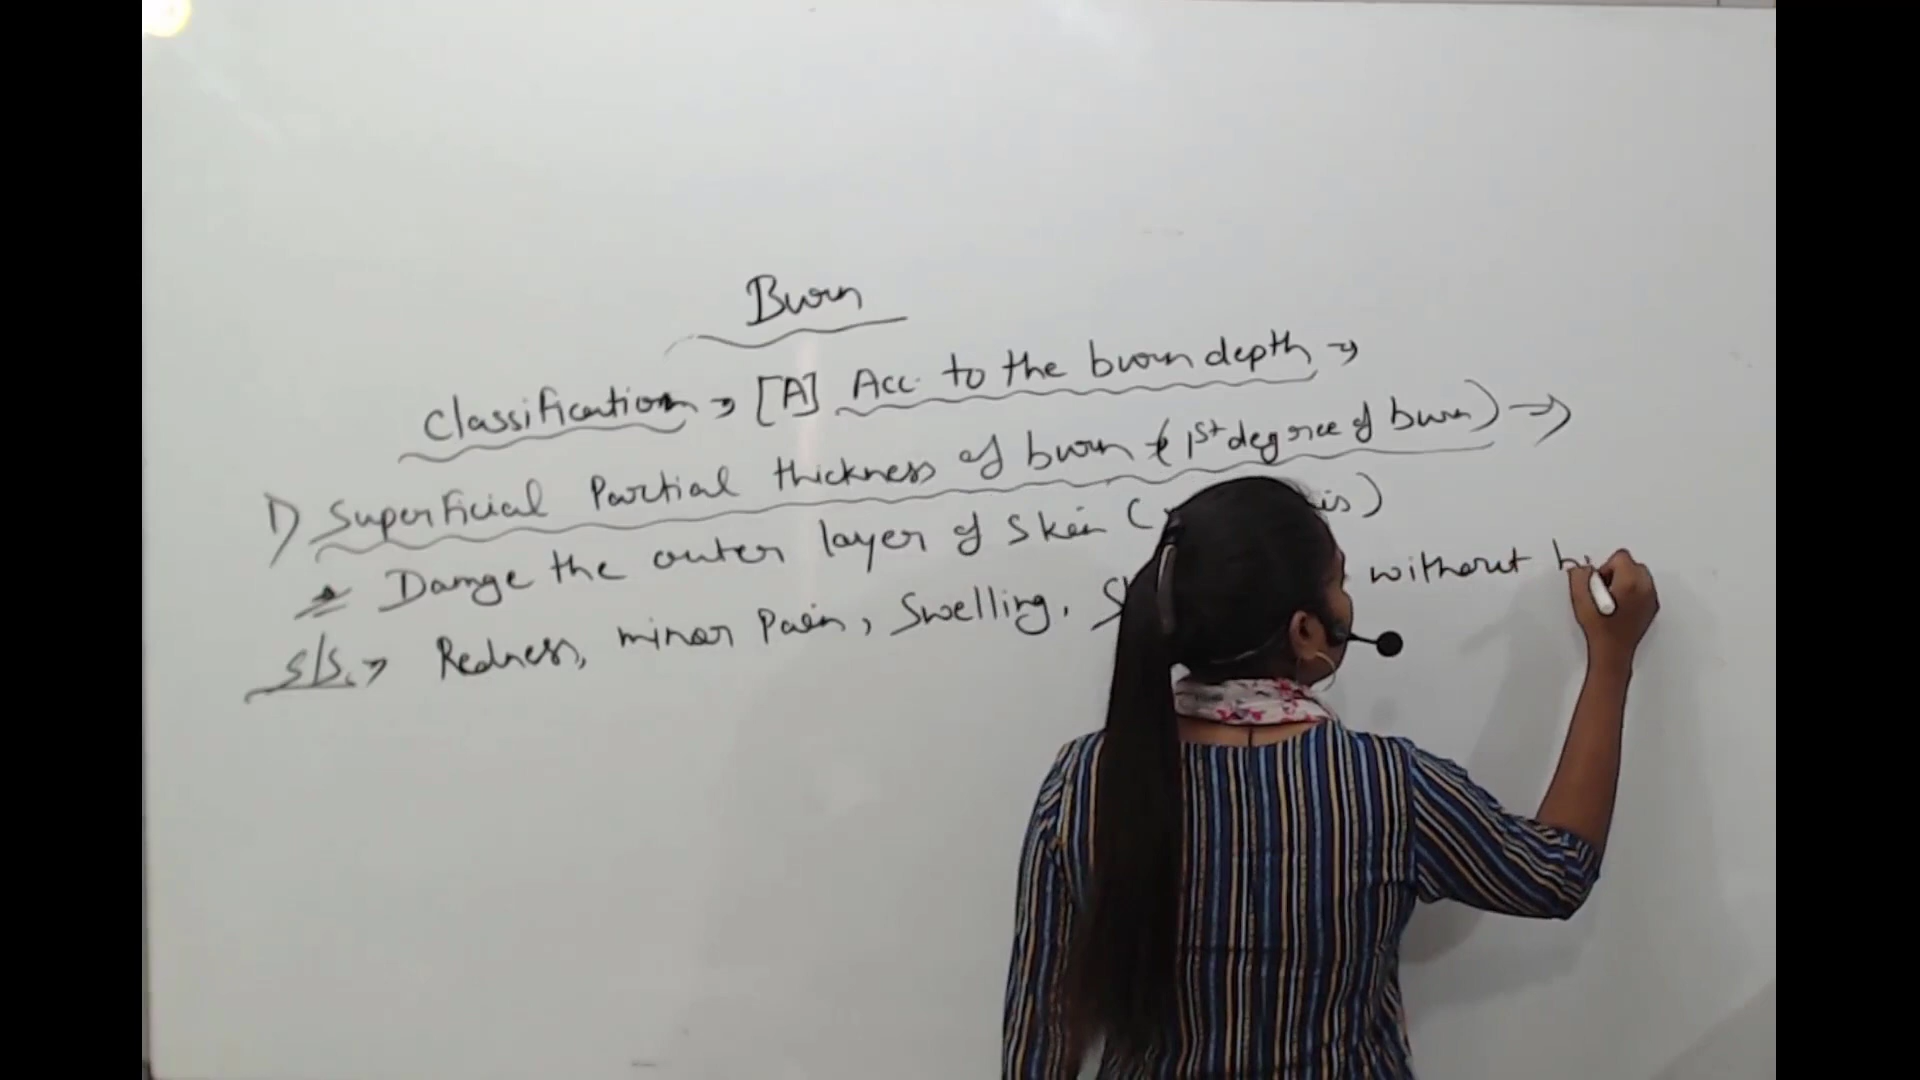 Burn
Classification → [A] Acc. to the burn depth →
1) Superficial Partial thickness of burn (1st degree of burn) →
* Damge the outer layer of skin (
S/S. → Redness, minor Pain, Swelling, without